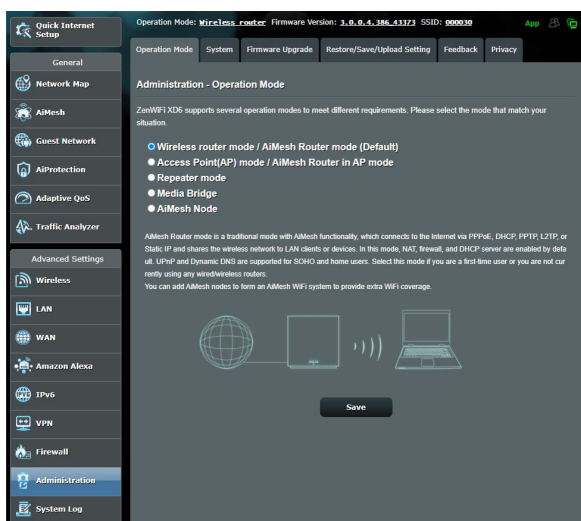 Quick Internet
Setup
Operation Mode: Wireless router Firmware Version: 3.0.0.4.386_43373 SSID: 000030
App
Operation Mode System Firmware Upgrade Restore/Save/Upload Setting Feedback Privacy
General
Network Map
AiMesh
Guest Network
AiProtection
Adaptive QoS
Traffic Analyzer
Advanced Settings
Wireless
LAN
WAN
Amazon Alexa
IPv6
VPN
Firewall
Administration
System Log
Administration - Operation Mode
ZenWiFi XD6 supports several operation modes to meet different requirements. Please select the mode that match your
situation.
Wireless router mode / AiMesh Router mode (Default)
Access Point(AP) mode / AiMesh Router in AP mode
Repeater mode
Media Bridge
AiMesh Node
AiMesh Router mode is a traditional mode with AiMesh functionality, which connects to the Internet via PPPoE, DHCP, PPTP, L2TP, or
Static IP and shares the wireless network to LAN clients or devices. In this mode, NAT, firewall, and DHCP server are enabled by defa
ult. UPnP and Dynamic DNS are supported for SOHO and home users. Select this mode if you are a first-time user or you are not cur
rently using any wired/wireless routers.
You can add AiMesh nodes to form an AiMesh WiFi system to provide extra WiFi coverage.
Save